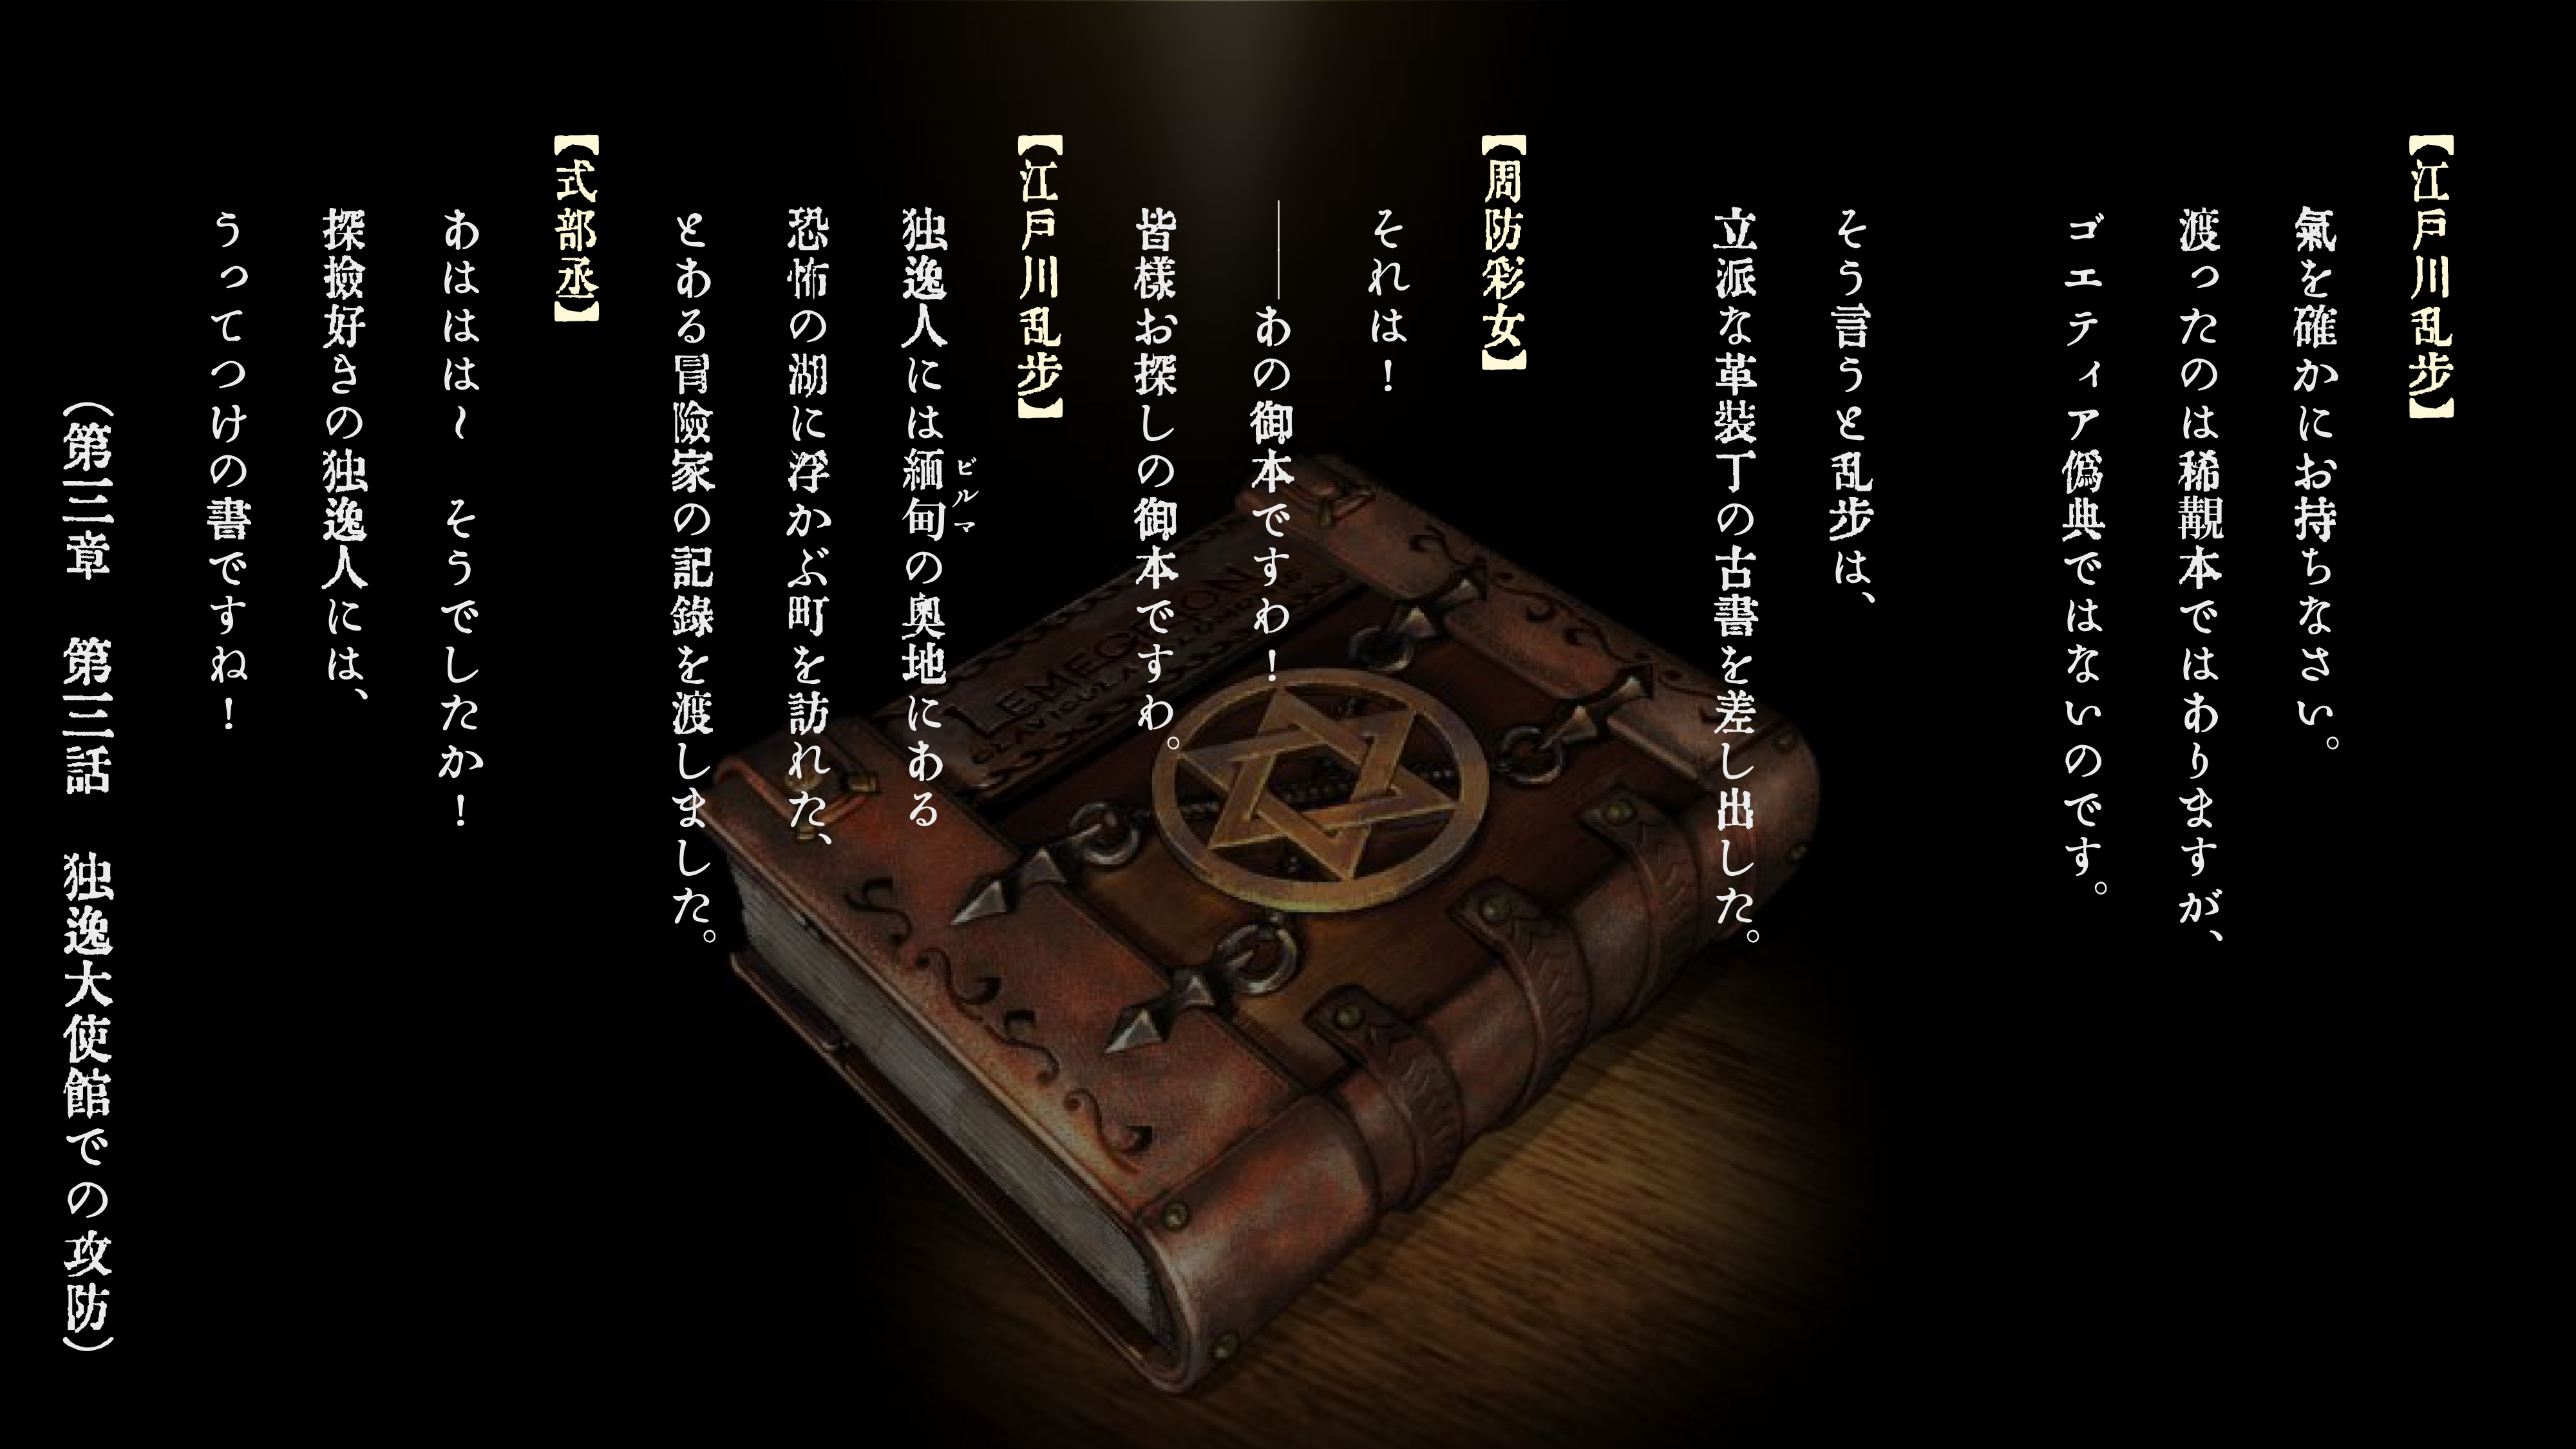 【江戸川乱歩】
氣を確かにお持ちなさい。
渡ったのは稀觀本ではありますが、
ゴエティア僞典ではないのです。
そう言うと乱歩は、
立派な革装丁の古書を差し出した。
【周防彩女】
それは！
――あの御本ですわ！
皆様お探しの御本ですわ。
【江戸川乱歩】
独逸人には緬甸の奥地にある
ビルマ
恐怖の湖に浮かぶ町を訪れた、
とある冒險家の記錄を渡しました。
【式部丞】
あははは～　そうでしたか！
探撿好きの独逸人には、
うってつけの書ですね！
（第三章　第三話　独逸大使館での攻防）
LEMEGETON